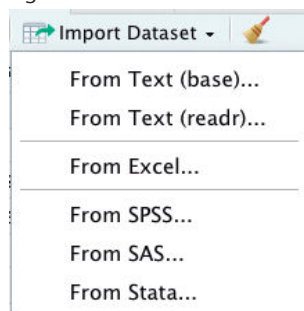 Import Dataset
From Text (base)...
From Text (readr)...
From Excel...
From SPSS...
From SAS...
From Stata...